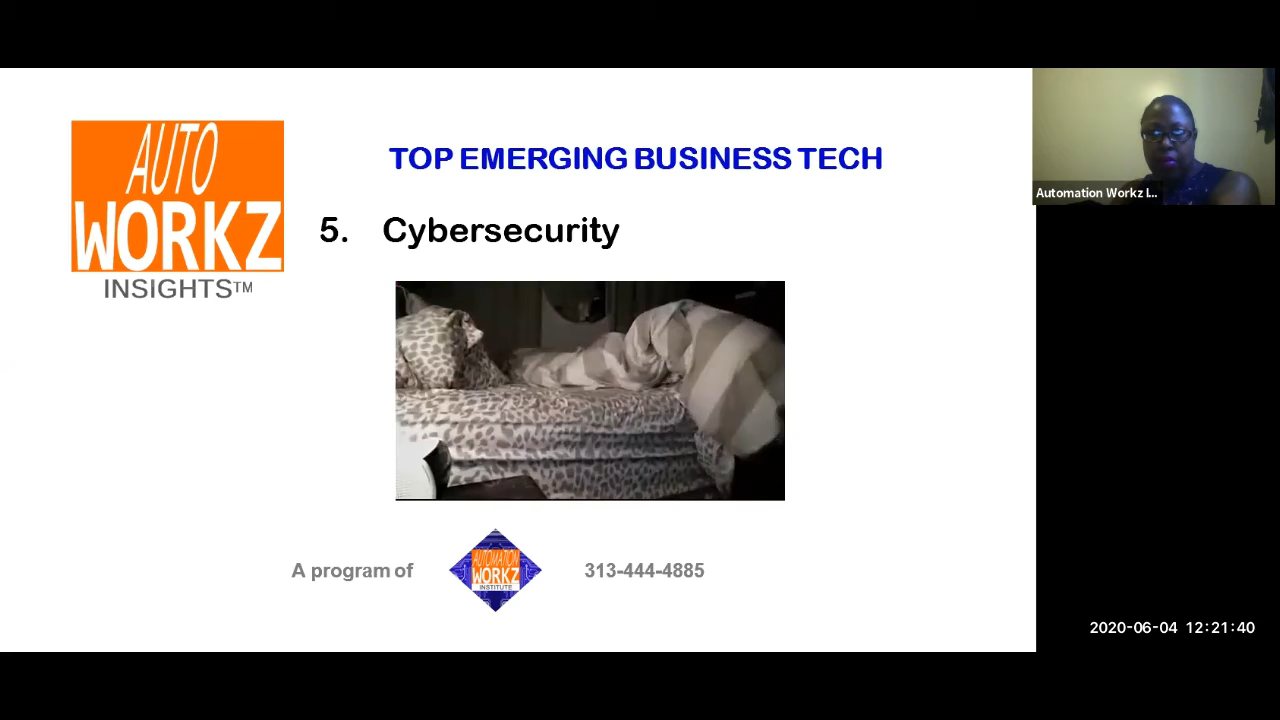 AUTO
WORKZ
INSIGHTS™
TOP EMERGING BUSINESS TECH
5. Cybersecurity
Automation Workz I...
A program of
AUTOMATION
WORKZ
INSTITUTE
313-444-4885
2020-06-04 12:21:40